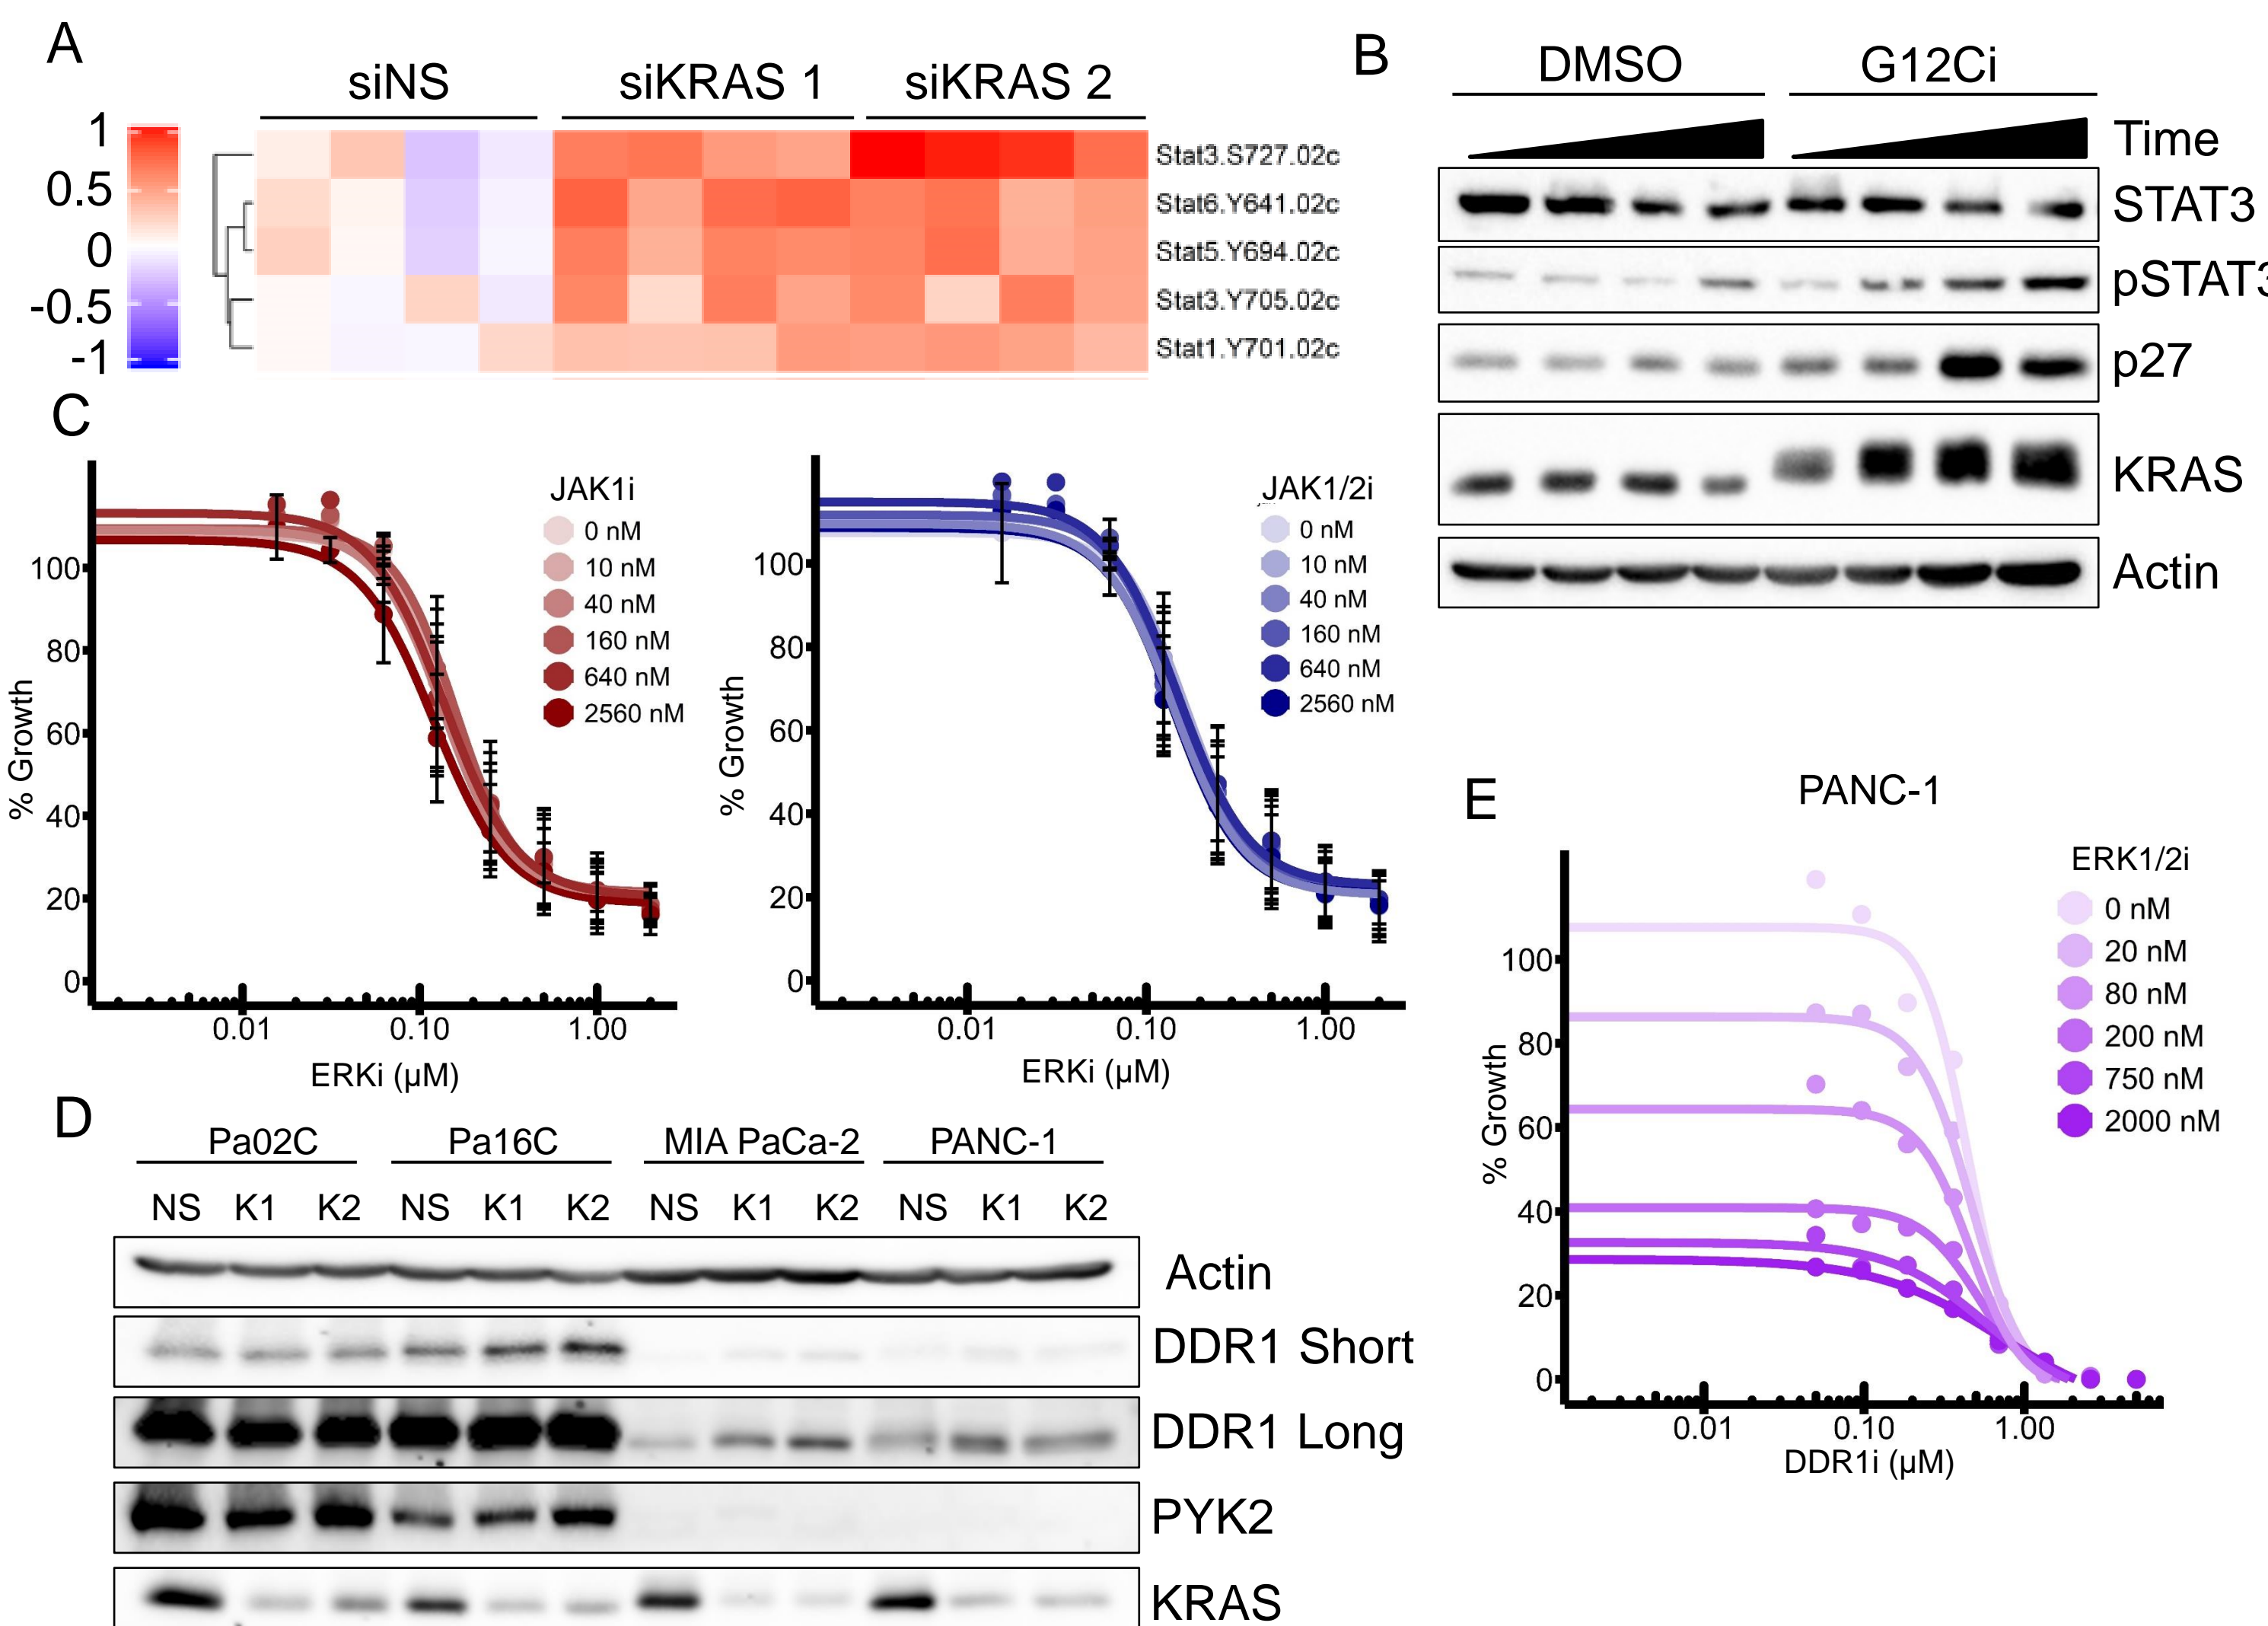 A
siNS siKRAS 1 siKRAS 2
1
0.5
0
-0.5
-1
Stat3.S727.02c
Stat6.Y641.02c
Stat5.Y694.02c
Stat3.Y705.02c
Stat1.Y701.02c
B
DMSO G12Ci
Time
STAT3
pSTAT3
p27
KRAS
Actin
C
JAK1i
0 nM
10 nM
40 nM
160 nM
640 nM
2560 nM
% Growth
100
80
60
40
20
0
0.01 0.10 1.00
ERKi (µM)
JAK1/2i
0 nM
10 nM
40 nM
160 nM
640 nM
2560 nM
% Growth
100
80
60
40
20
0
0.01 0.10 1.00
ERKi (µM)
D
Pa02C Pa16C MIA PaCa-2 PANC-1
NS K1 K2 NS K1 K2 NS K1 K2 NS K1 K2
Actin
DDR1 Short
DDR1 Long
PYK2
KRAS
E
PANC-1
ERK1/2i
0 nM
20 nM
80 nM
200 nM
750 nM
2000 nM
% Growth
100
80
60
40
20
0
0.01 0.10 1.00
DDR1i (µM)